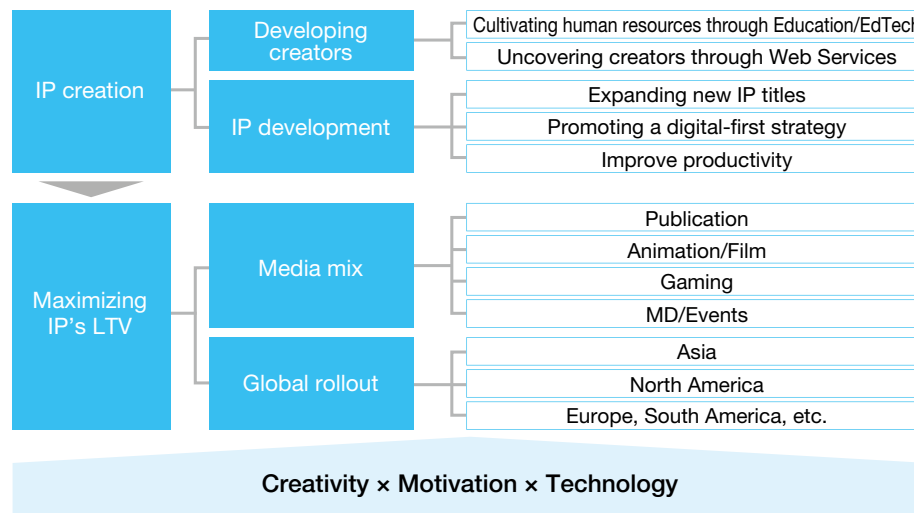 IP creation
Developing
creators
Cultivating human resources through Education/EdTech
Uncovering creators through Web Services
IP development
Expanding new IP titles
Promoting a digital-first strategy
Improve productivity
Maximizing
IP's LTV
Media mix
Publication
Animation/Film
Gaming
MD/Events
Global rollout
Asia
North America
Europe, South America, etc.
Creativity × Motivation × Technology